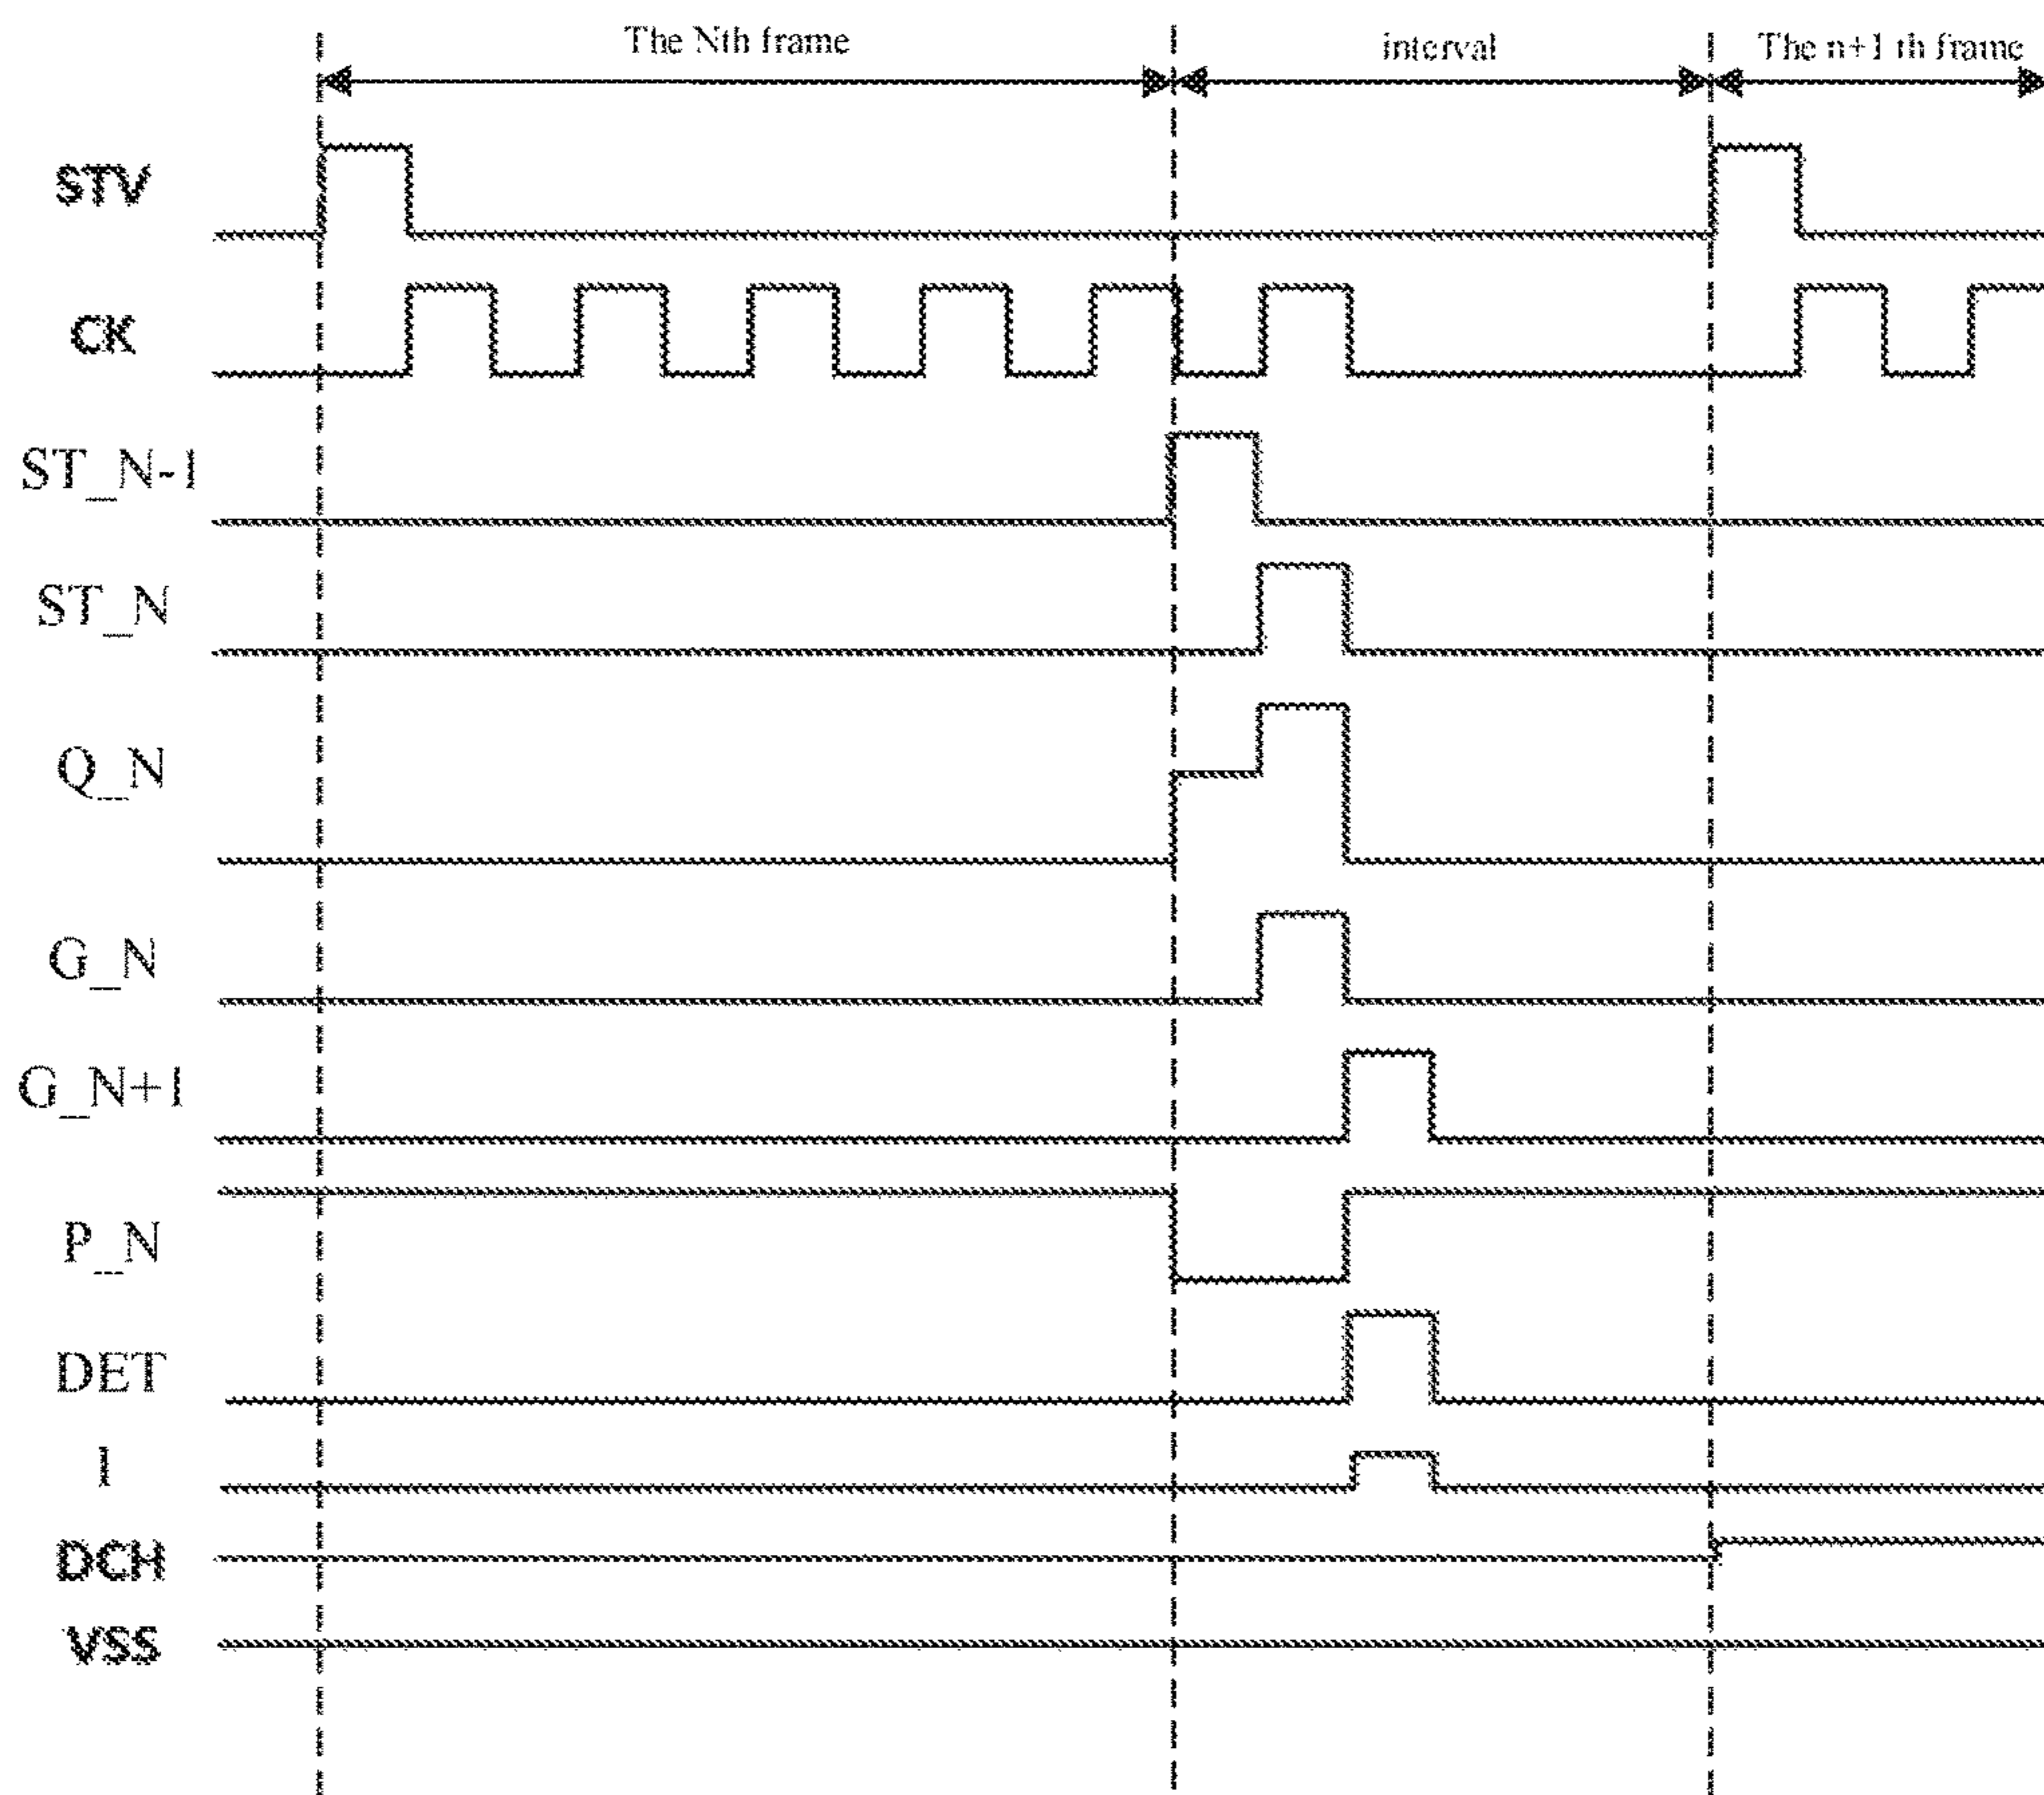 The Nth frame
interval
The n+1 th frame
STV
CK
ST_N-1
ST_N
Q_N
G_N
G_N+1
P_N
DET
I
DCH
VSS